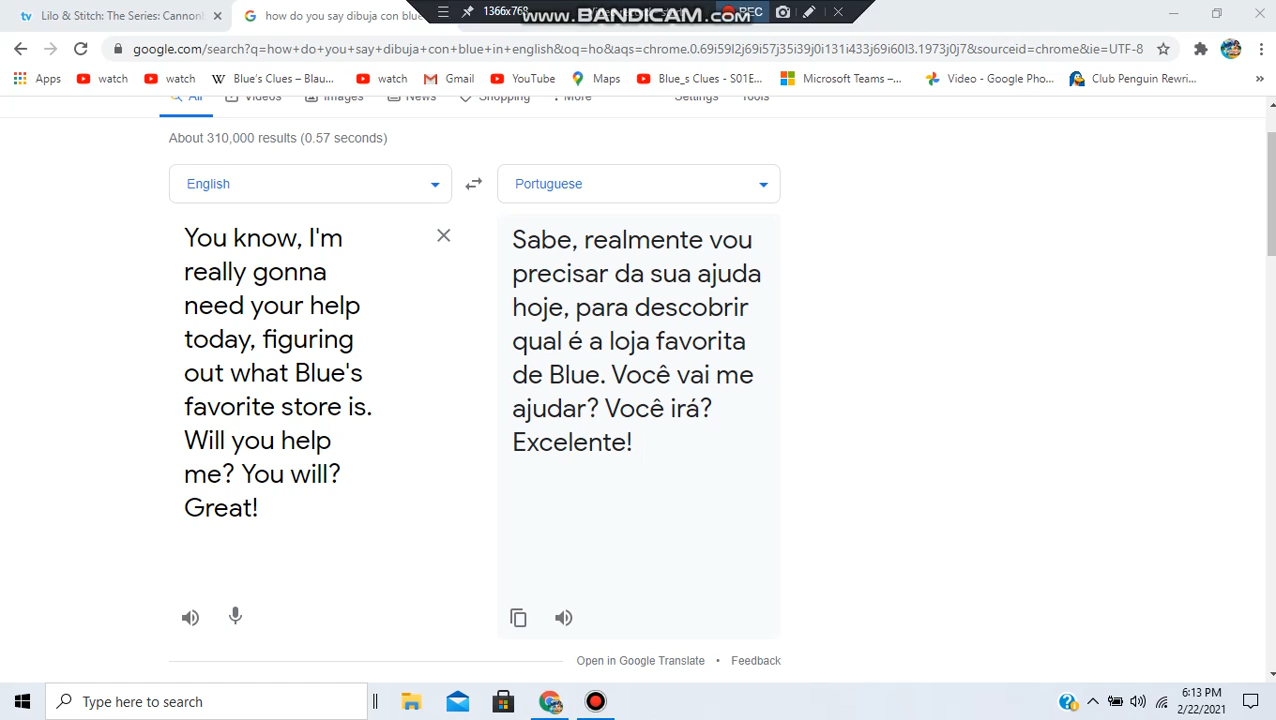 Lilo & Stitch: The Series: Cannonb
how do you say dibuja con blue
1366x768
www.BANDICAM.com
REC
google.com/search?q=how+do+you+say+dibuja+con+blue+in+english&oq=ho&aqs=chrome.0.69i59l2j69i57j35i39j0i131i433j69i60l3.1973j0j7&sourceid=chrome&ie=UTF-8
Apps
watch
watch
Blue's Clues – Blau...
watch
Gmail
YouTube
Maps
Blue_s Clues - S01E...
Microsoft Teams –...
Video - Google Pho...
Club Penguin Rewri...
»
All
Videos
Images
News
Shopping
More
Settings
Tools
About 310,000 results (0.57 seconds)
English
Portuguese
You know, I'm
really gonna
need your help
today, figuring
out what Blue's
favorite store is.
Will you help
me? You will?
Great!
Sabe, realmente vou
precisar da sua ajuda
hoje, para descobrir
qual é a loja favorita
de Blue. Você vai me
ajudar? Você irá?
Excelente!
Open in Google Translate • Feedback
Type here to search
6:13 PM
2/22/2021